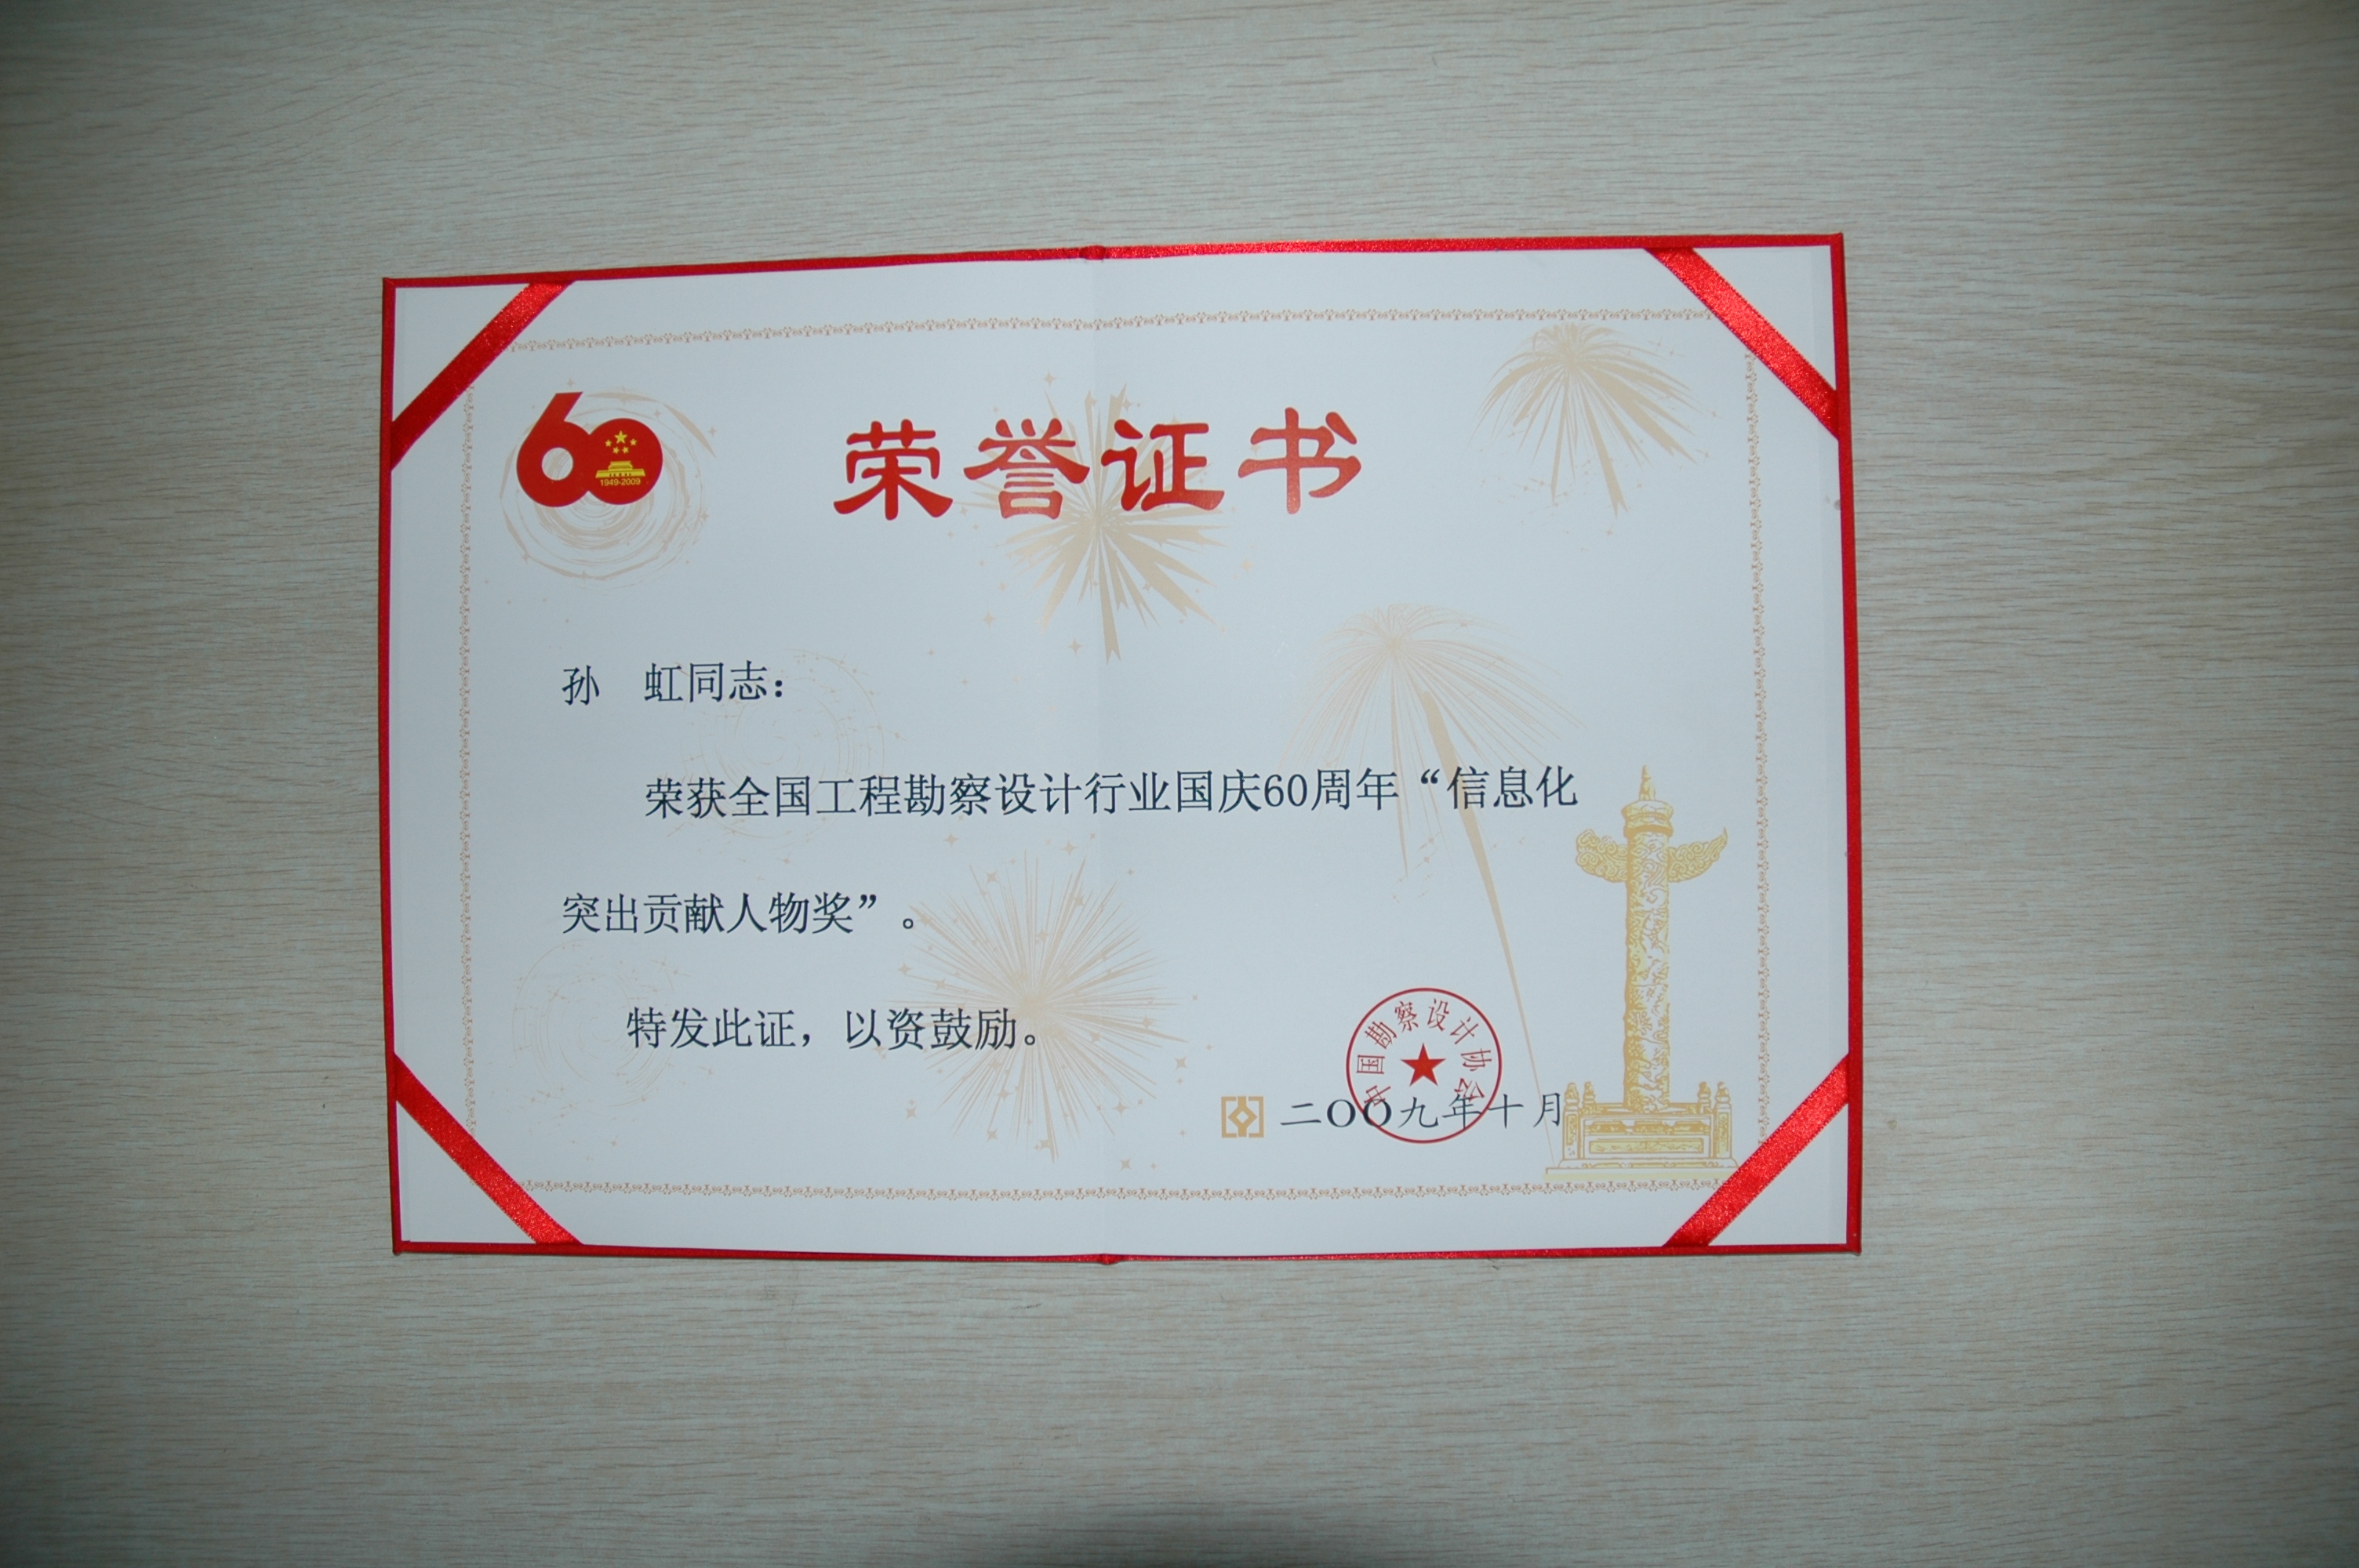 60
1949-2009
荣誉证书
孙　虹同志：
荣获全国工程勘察设计行业国庆60周年“信息化
突出贡献人物奖”。
特发此证，以资鼓励。
中国勘察设计协会
二〇〇九年十月